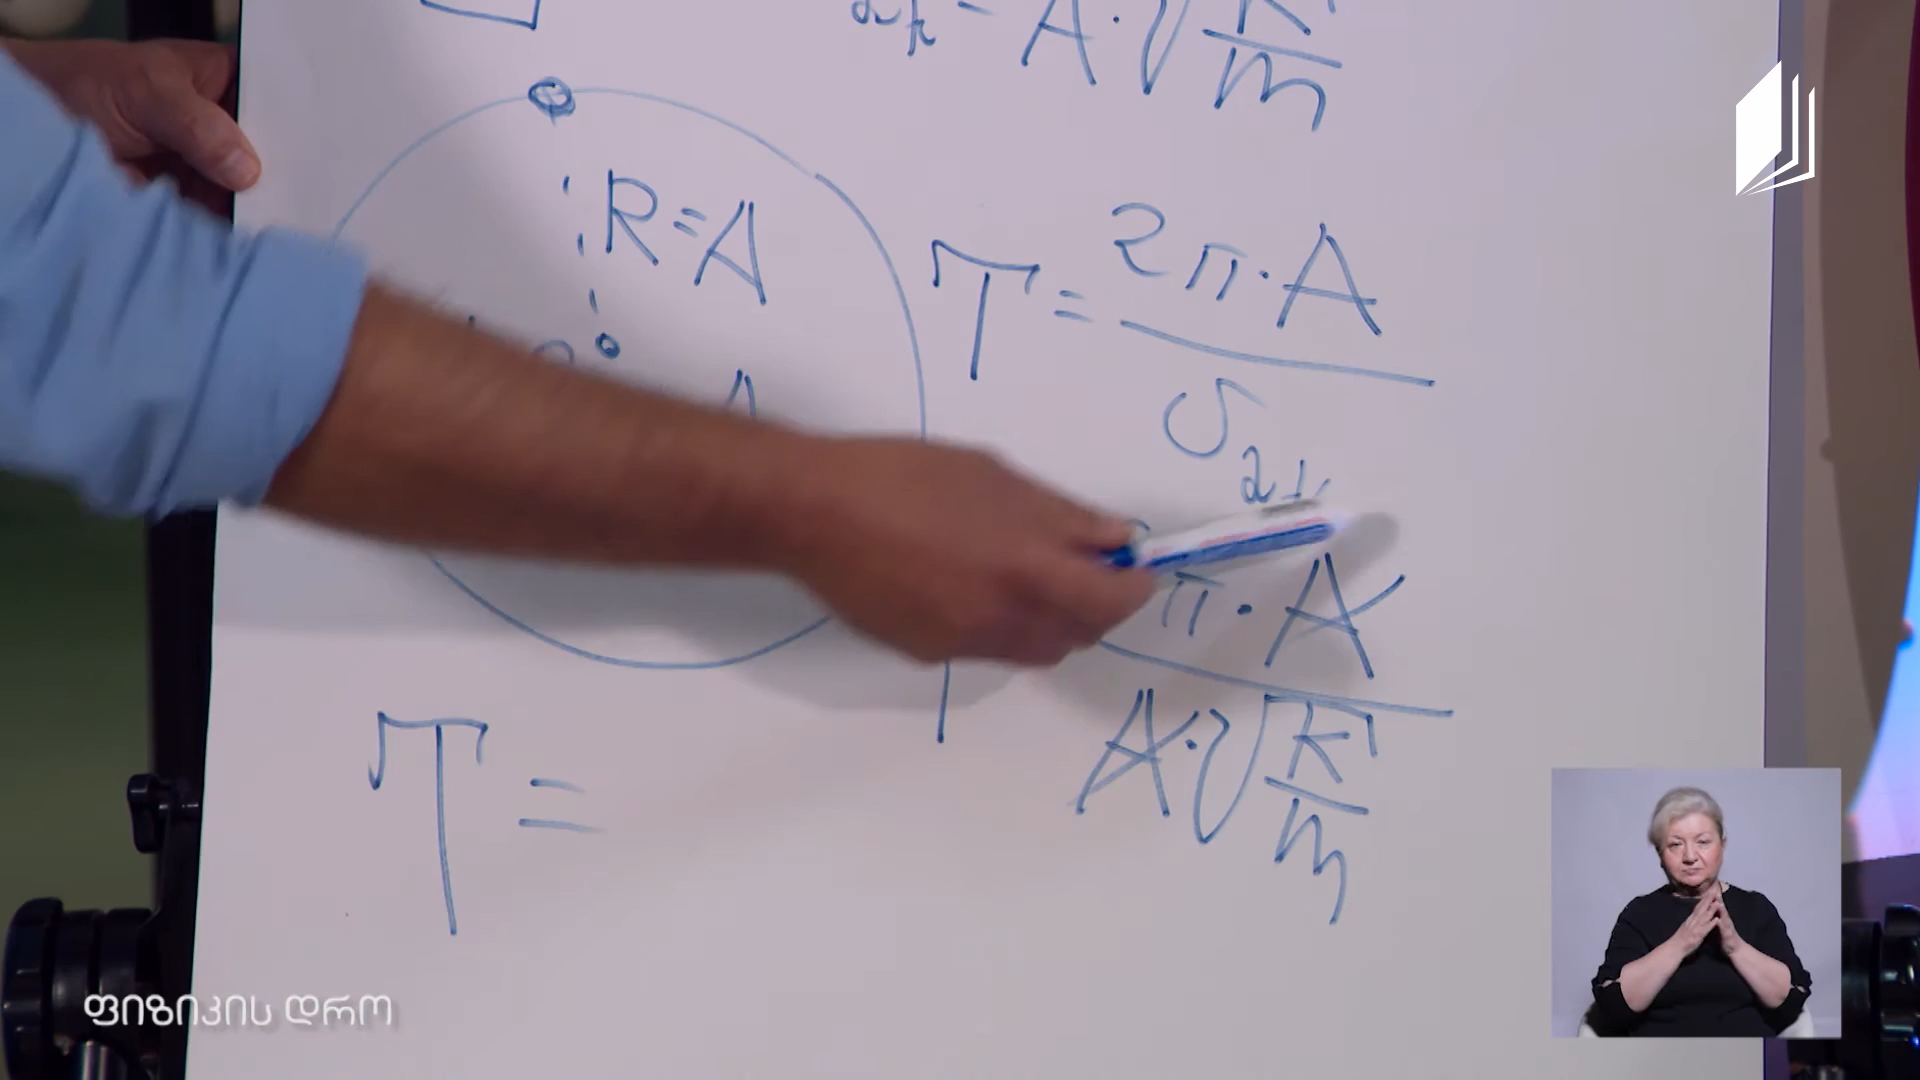 A·√K/m
R=A
T = 2π·A
π·A
A·√K/m
T =
ფიზიკის დრო